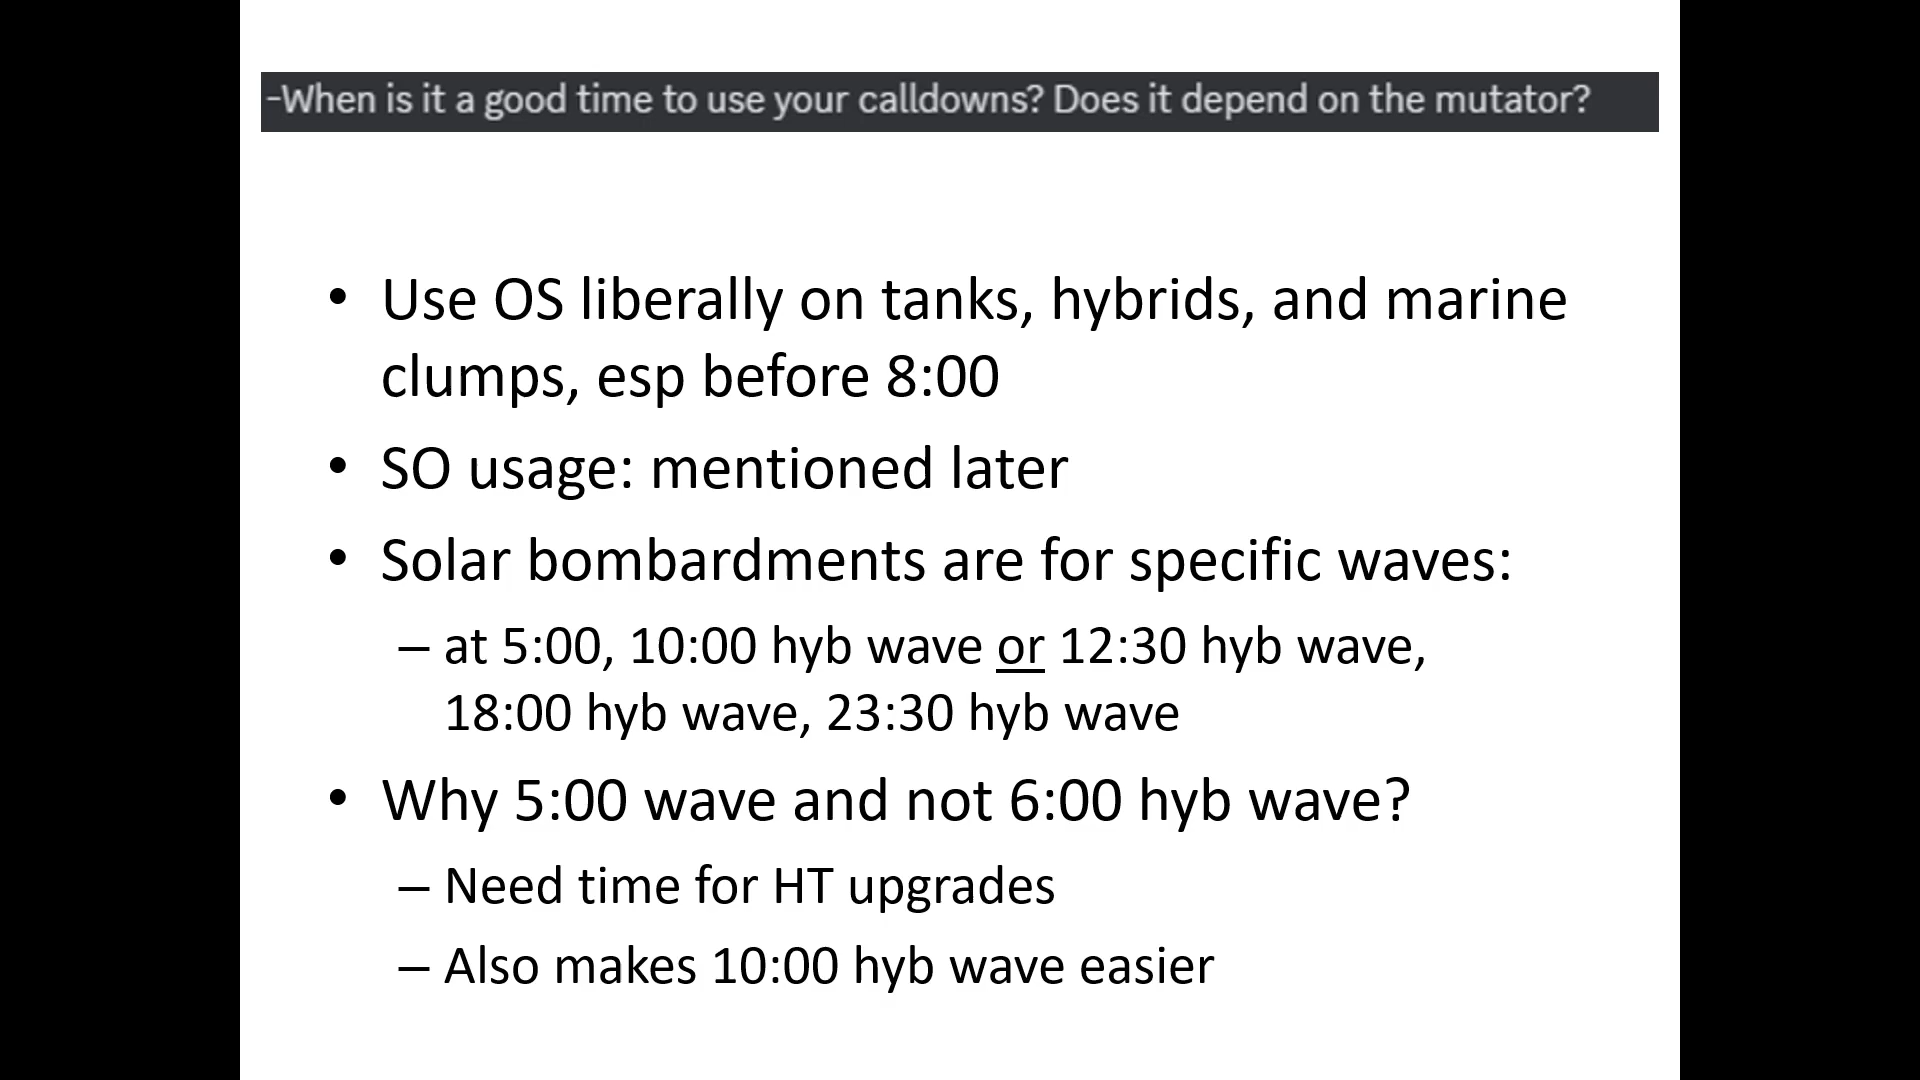 -When is it a good time to use your calldowns? Does it depend on the mutator?
• Use OS liberally on tanks, hybrids, and marine
clumps, esp before 8:00
• SO usage: mentioned later
• Solar bombardments are for specific waves:
– at 5:00, 10:00 hyb wave or 12:30 hyb wave,
18:00 hyb wave, 23:30 hyb wave
• Why 5:00 wave and not 6:00 hyb wave?
– Need time for HT upgrades
– Also makes 10:00 hyb wave easier